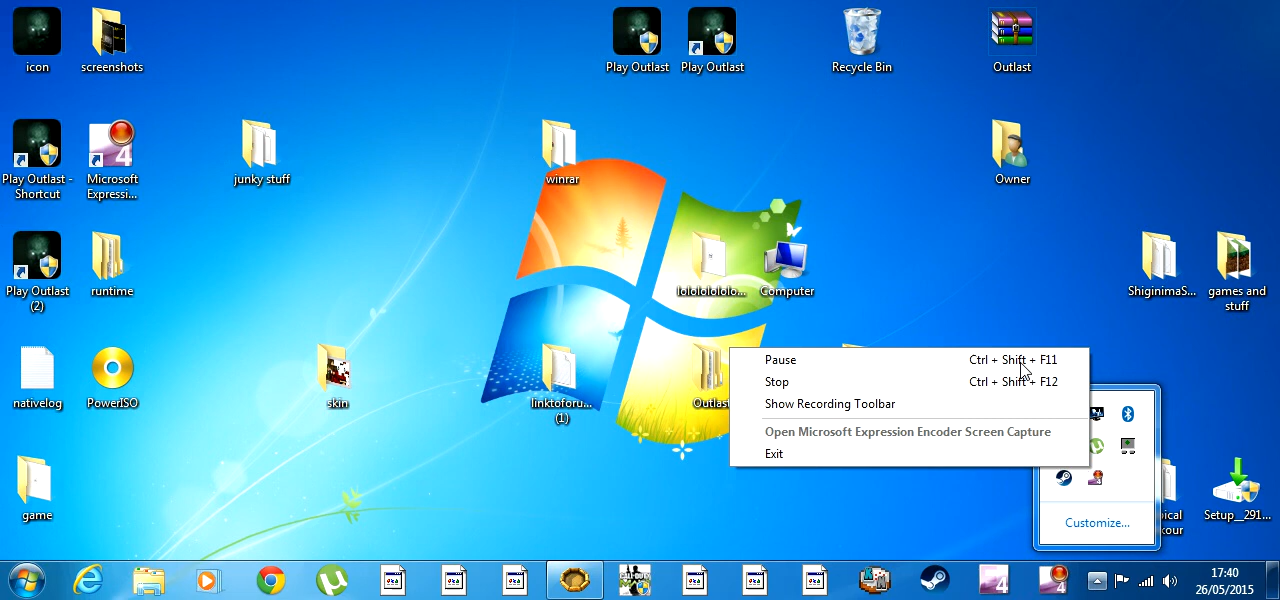 icon
screenshots
Play Outlast
Play Outlast
Recycle Bin
Outlast
Play Outlast -
Shortcut
Microsoft
Expressi...
junky stuff
winrar
Owner
Play Outlast
(2)
runtime
lolololololo...
Computer
ShiginimaS...
games and
stuff
nativelog
PowerISO
skin
linktoforu...
(1)
Outlast
Pause Ctrl + Shift + F11
Stop Ctrl + Shift + F12
Show Recording Toolbar
Open Microsoft Expression Encoder Screen Capture
Exit
game
Customize...
Setup__291...
17:40
26/05/2015